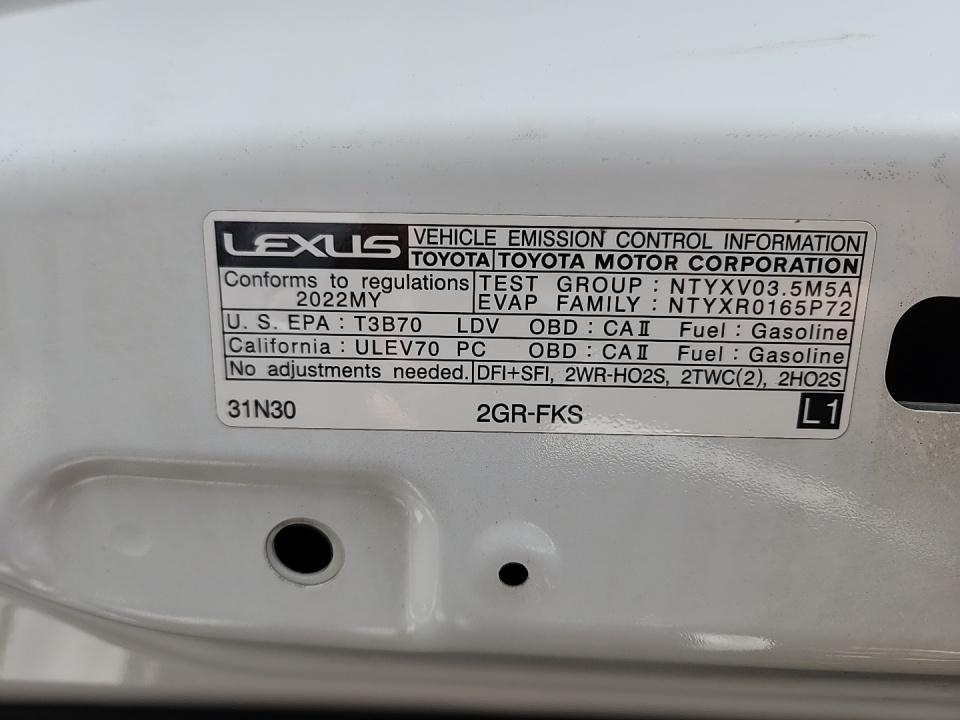 LEXUS VEHICLE EMISSION CONTROL INFORMATION
TOYOTA TOYOTA MOTOR CORPORATION
Conforms to regulations TEST GROUP : NTYXV03.5M5A
2022MY EVAP FAMILY : NTYXR0165P72
U. S. EPA : T3B70 LDV OBD : CAⅡ Fuel : Gasoline
California : ULEV70 PC OBD : CAⅡ Fuel : Gasoline
No adjustments needed. DFI+SFI, 2WR-HO2S, 2TWC(2), 2HO2S
31N30 2GR-FKS L1